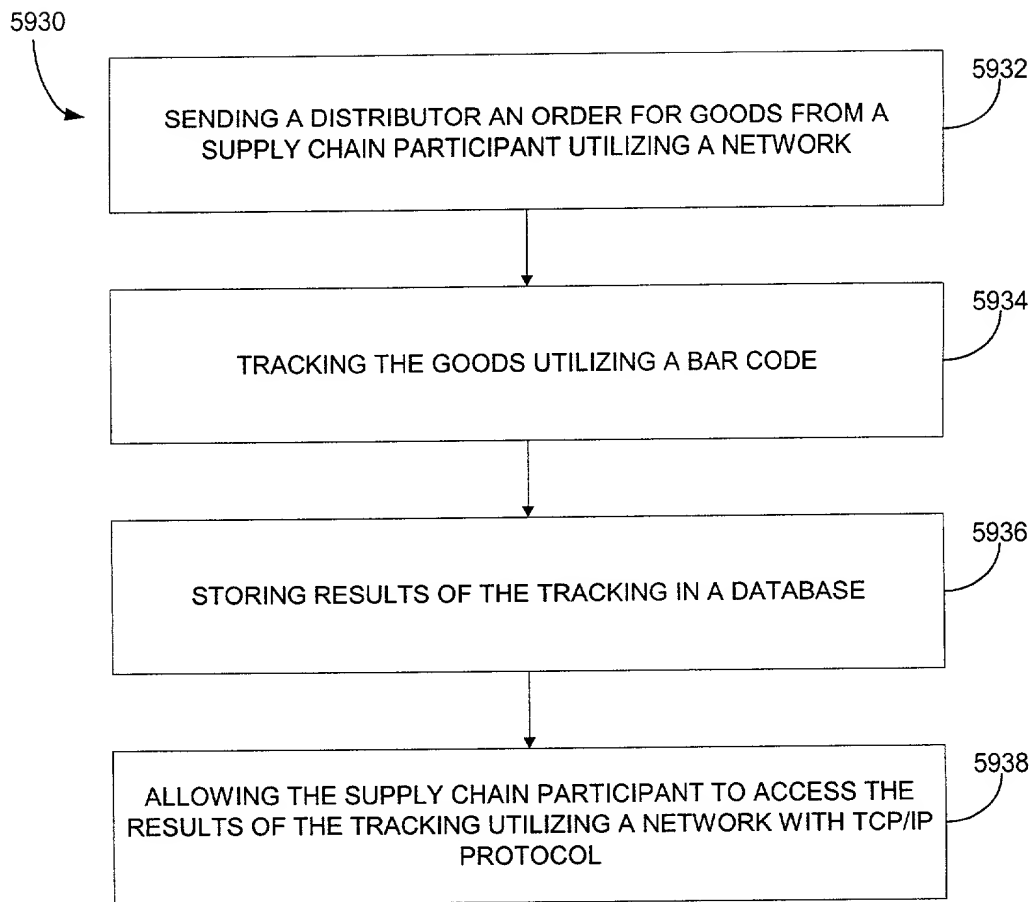 5930
5932
SENDING A DISTRIBUTOR AN ORDER FOR GOODS FROM A
SUPPLY CHAIN PARTICIPANT UTILIZING A NETWORK
5934
TRACKING THE GOODS UTILIZING A BAR CODE
5936
STORING RESULTS OF THE TRACKING IN A DATABASE
5938
ALLOWING THE SUPPLY CHAIN PARTICIPANT TO ACCESS THE
RESULTS OF THE TRACKING UTILIZING A NETWORK WITH TCP/IP
PROTOCOL